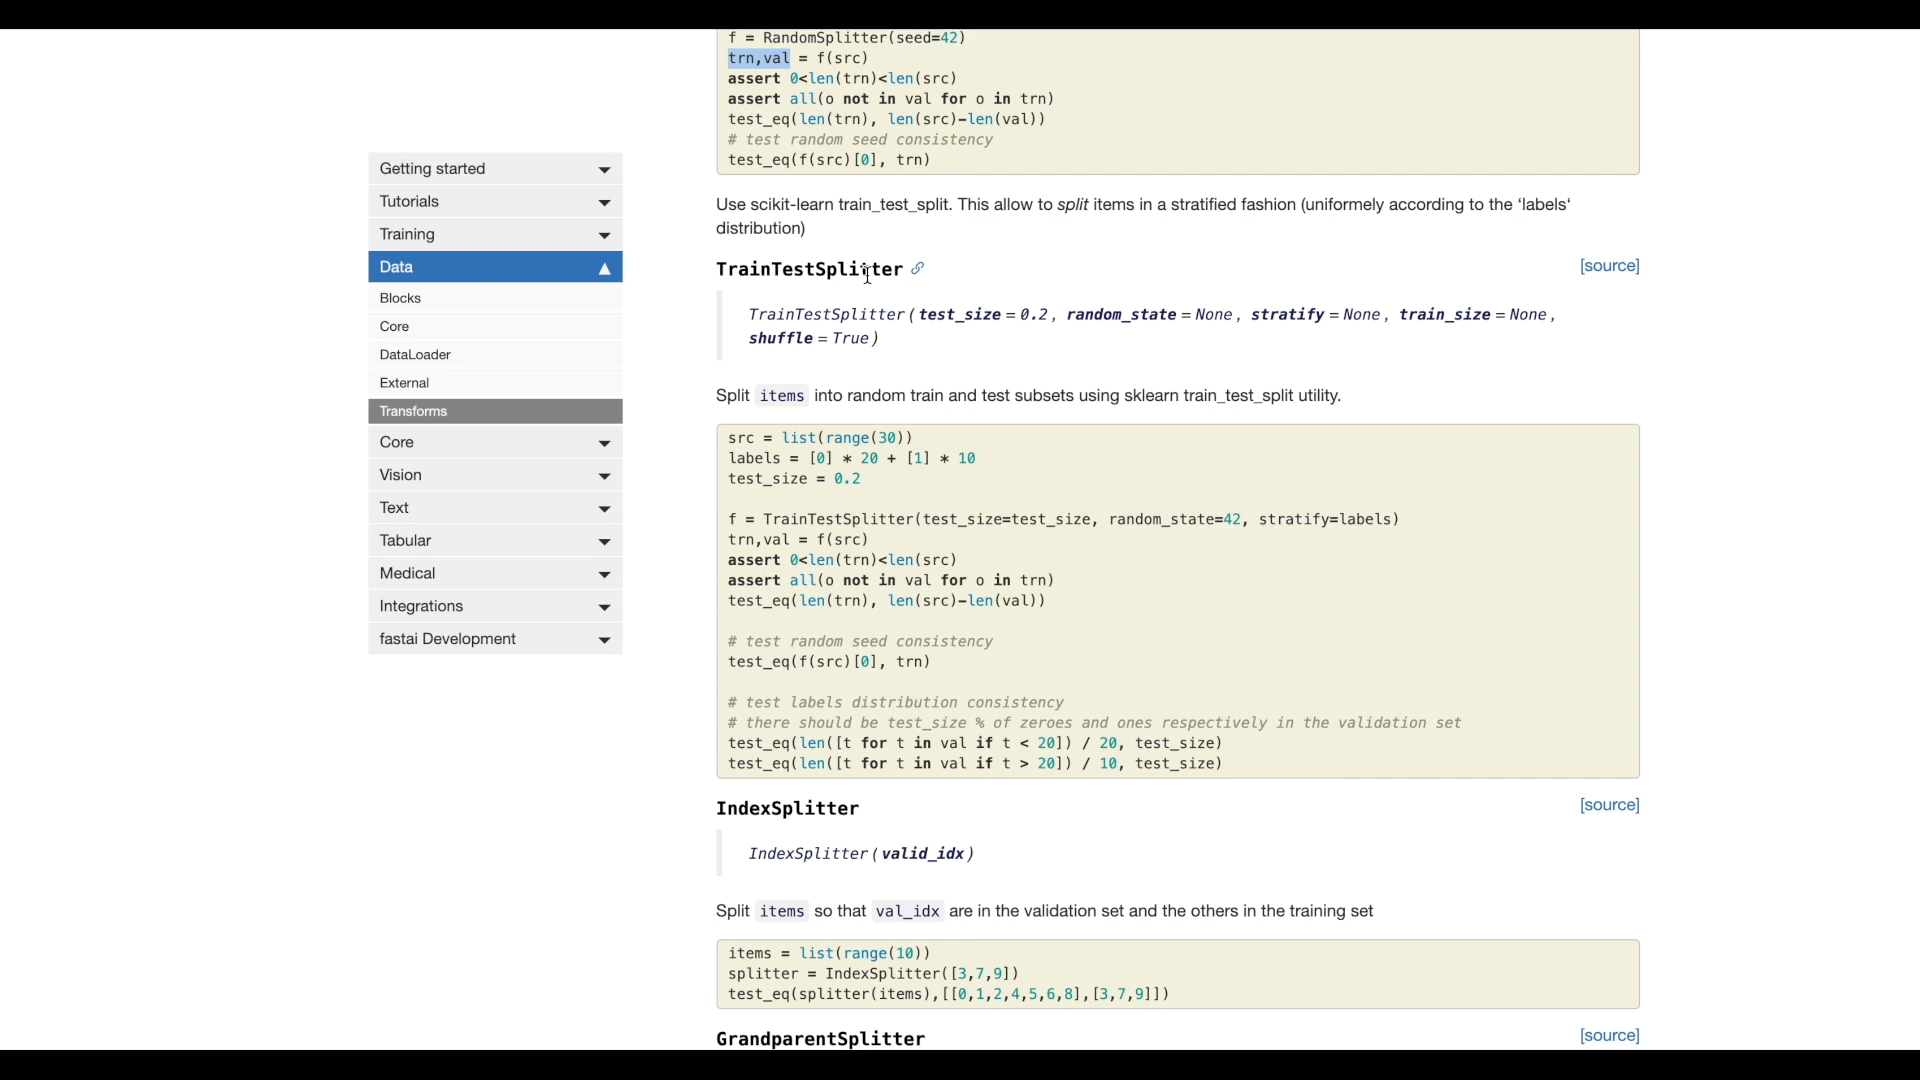 f = RandomSplitter(seed=42)
trn,val = f(src)
assert 0<len(trn)<len(src)
assert all(o not in val for o in trn)
test_eq(len(trn), len(src)-len(val))
# test random seed consistency
test_eq(f(src)[0], trn)
Getting started
Tutorials
Training
Data
Blocks
Core
DataLoader
External
Transforms
Core
Vision
Text
Tabular
Medical
Integrations
fastai Development
Use scikit-learn train_test_split. This allow to split items in a stratified fashion (uniformely according to the ‘labels‘
distribution)
TrainTestSplitter [source]
TrainTestSplitter(test_size=0.2, random_state=None, stratify=None, train_size=None,
shuffle=True)
Split items into random train and test subsets using sklearn train_test_split utility.
src = list(range(30))
labels = [0] * 20 + [1] * 10
test_size = 0.2
f = TrainTestSplitter(test_size=test_size, random_state=42, stratify=labels)
trn,val = f(src)
assert 0<len(trn)<len(src)
assert all(o not in val for o in trn)
test_eq(len(trn), len(src)-len(val))
# test random seed consistency
test_eq(f(src)[0], trn)
# test labels distribution consistency
# there should be test_size % of zeroes and ones respectively in the validation set
test_eq(len([t for t in val if t < 20]) / 20, test_size)
test_eq(len([t for t in val if t > 20]) / 10, test_size)
IndexSplitter [source]
IndexSplitter(valid_idx)
Split items so that val_idx are in the validation set and the others in the training set
items = list(range(10))
splitter = IndexSplitter([3,7,9])
test_eq(splitter(items),[[0,1,2,4,5,6,8],[3,7,9]])
GrandparentSplitter [source]